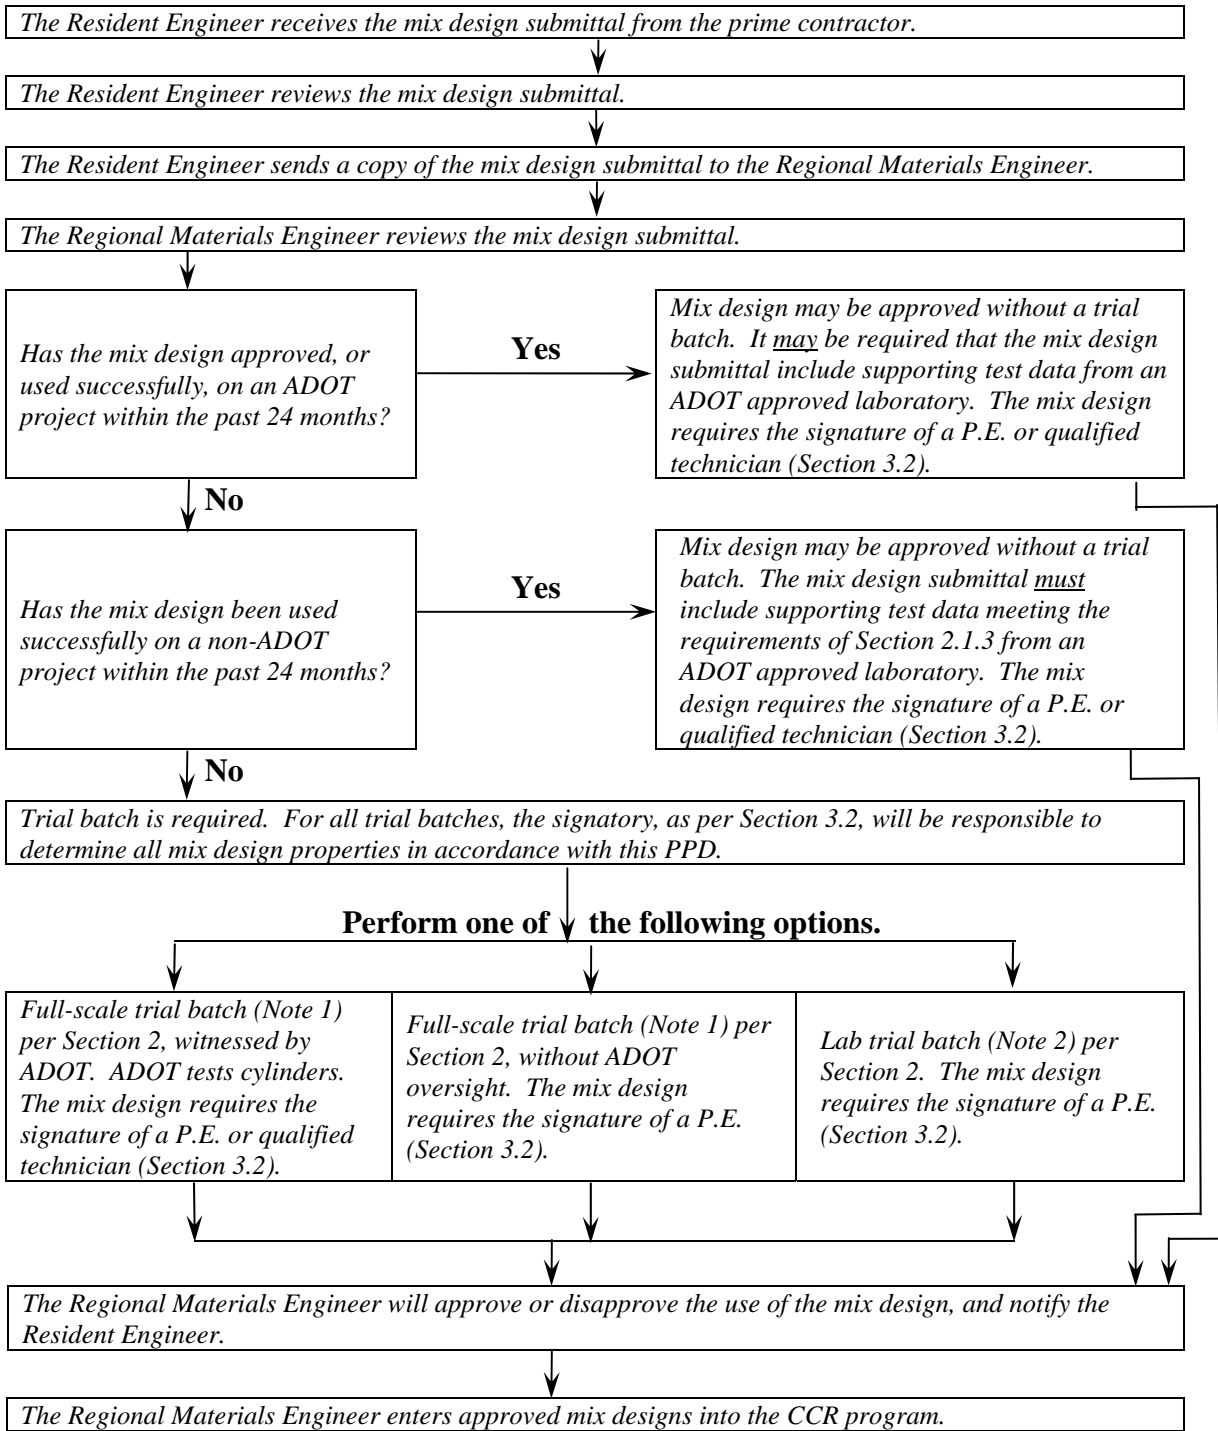 The Resident Engineer receives the mix design submittal from the prime contractor.
The Resident Engineer reviews the mix design submittal.
The Resident Engineer sends a copy of the mix design submittal to the Regional Materials Engineer.
The Regional Materials Engineer reviews the mix design submittal.
Has the mix design approved, or
used successfully, on an ADOT
project within the past 24 months?
Yes
Mix design may be approved without a trial
batch. It may be required that the mix design
submittal include supporting test data from an
ADOT approved laboratory. The mix design
requires the signature of a P.E. or qualified
technician (Section 3.2).
No
Has the mix design been used
successfully on a non-ADOT
project within the past 24 months?
Yes
Mix design may be approved without a trial
batch. The mix design submittal must
include supporting test data meeting the
requirements of Section 2.1.3 from an
ADOT approved laboratory. The mix
design requires the signature of a P.E. or
qualified technician (Section 3.2).
No
Trial batch is required. For all trial batches, the signatory, as per Section 3.2, will be responsible to
determine all mix design properties in accordance with this PPD.
Perform one of the following options.
Full-scale trial batch (Note 1)
per Section 2, witnessed by
ADOT. ADOT tests cylinders.
The mix design requires the
signature of a P.E. or qualified
technician (Section 3.2).
Full-scale trial batch (Note 1) per
Section 2, without ADOT
oversight. The mix design
requires the signature of a P.E.
(Section 3.2).
Lab trial batch (Note 2) per
Section 2. The mix design
requires the signature of a P.E.
(Section 3.2).
The Regional Materials Engineer will approve or disapprove the use of the mix design, and notify the
Resident Engineer.
The Regional Materials Engineer enters approved mix designs into the CCR program.